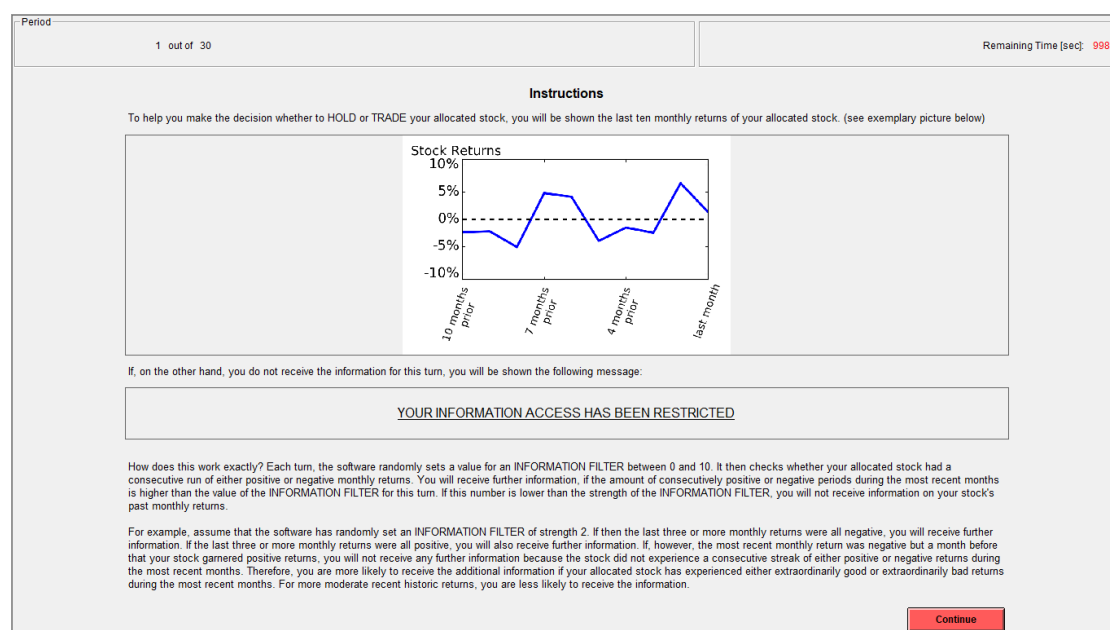 Period
1 out of 30
Remaining Time [sec]: 998
Instructions
To help you make the decision whether to HOLD or TRADE your allocated stock, you will be shown the last ten monthly returns of your allocated stock. (see exemplary picture below)
Stock Returns
10%
5%
0%
-5%
-10%
10 months
prior
7 months
prior
4 months
prior
last month
If, on the other hand, you do not receive the information for this turn, you will be shown the following message:
YOUR INFORMATION ACCESS HAS BEEN RESTRICTED
How does this work exactly? Each turn, the software randomly sets a value for an INFORMATION FILTER between 0 and 10. It then checks whether your allocated stock had a
consecutive run of either positive or negative monthly returns. You will receive further information, if the amount of consecutively positive or negative periods during the most recent months
is higher than the value of the INFORMATION FILTER for this turn. If this number is lower than the strength of the INFORMATION FILTER, you will not receive information on your stock's
past monthly returns.
For example, assume that the software has randomly set an INFORMATION FILTER of strength 2. If then the last three or more monthly returns were all negative, you will receive further
information. If the last three or more monthly returns were all positive, you will also receive further information. If, however, the most recent monthly return was negative but a month before
that your stock garnered positive returns, you will not receive any further information because the stock did not experience a consecutive streak of either positive or negative returns during
the most recent months. Therefore, you are more likely to receive the additional information if your allocated stock has experienced either extraordinarily good or extraordinarily bad returns
during the most recent months. For more moderate recent historic returns, you are less likely to receive the information.
Continue